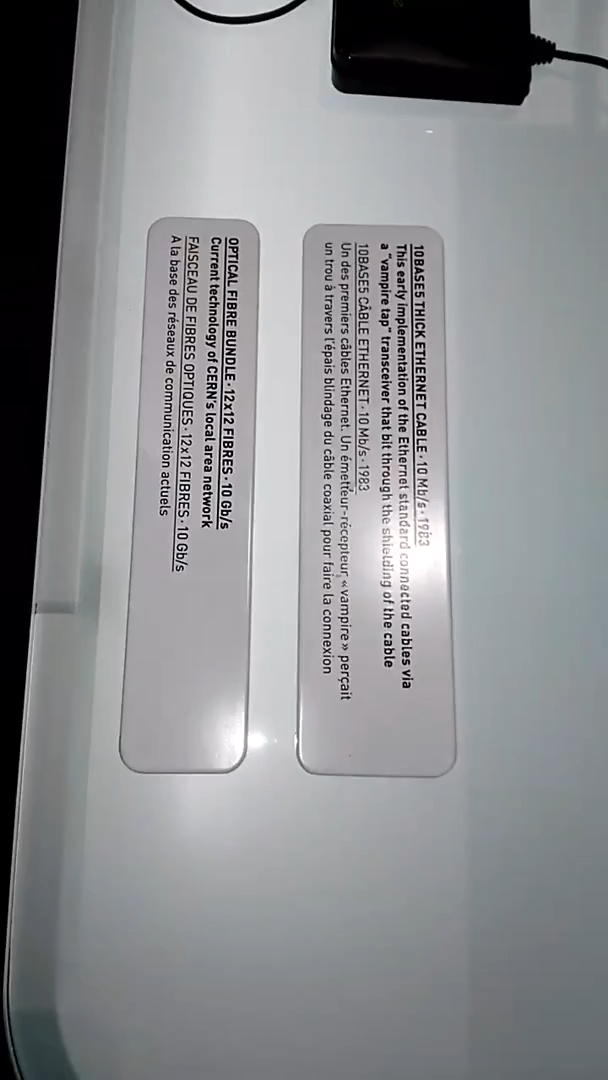 10BASE5 THICK ETHERNET CABLE · 10 Mb/s · 1983
This early implementation of the Ethernet standard connected cables via
a "vampire tap" transceiver that bit through the shielding of the cable
10BASE5 CÂBLE ETHERNET · 10 Mb/s · 1983
Un des premiers câbles Ethernet. Un émetteur-récepteur «vampire» perçait
un trou à travers l'épais blindage du câble coaxial pour faire la connexion
OPTICAL FIBRE BUNDLE · 12x12 FIBRES · 10 Gb/s
Current technology of CERN's local area network
FAISCEAU DE FIBRES OPTIQUES · 12x12 FIBRES · 10 Gb/s
A la base des réseaux de communication actuels